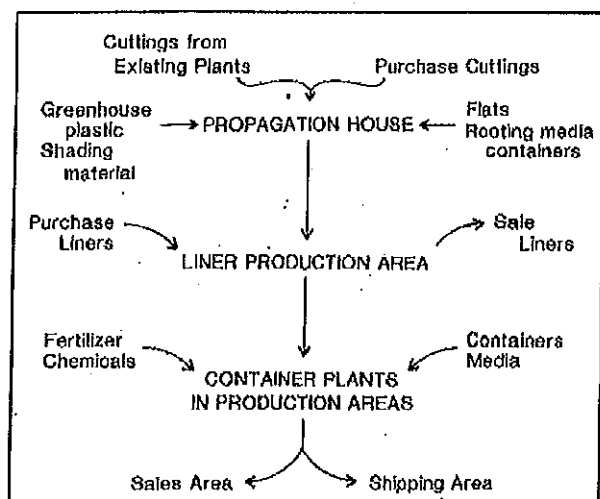 Cuttings from
Existing Plants
Purchase Cuttings
Greenhouse
plastic
Shading
material
PROPAGATION HOUSE
Flats
Rooting media
containers
Purchase
Liners
LINER PRODUCTION AREA
Sale
Liners
Fertilizer
Chemicals
CONTAINER PLANTS
IN PRODUCTION AREAS
Containers
Media
Sales Area
Shipping Area